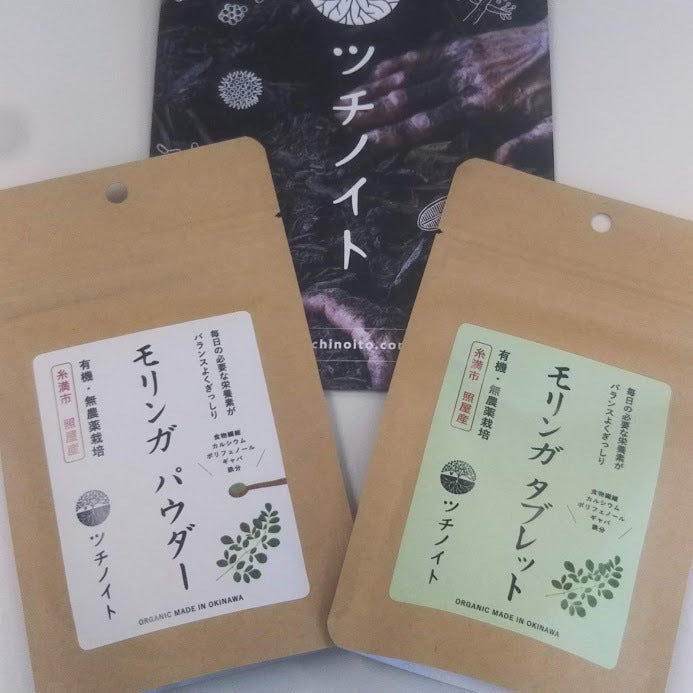 ツチノイト
chinoito.co
毎日の必要な栄養素が
バランスよくぎっしり
食物繊維
カルシウム
ポリフェノール
ギャバ
鉄分
モリンガ パウダー
有機・無農薬栽培
糸満市 照屋産
ツチノイト
ORGANIC MADE IN OKINAWA
毎日の必要な栄養素が
バランスよくぎっしり
食物繊維
カルシウム
ポリフェノール
ギャバ
鉄分
モリンガ タブレット
有機・無農薬栽培
糸満市 照屋産
ツチノイト
ORGANIC MADE IN OKINAWA